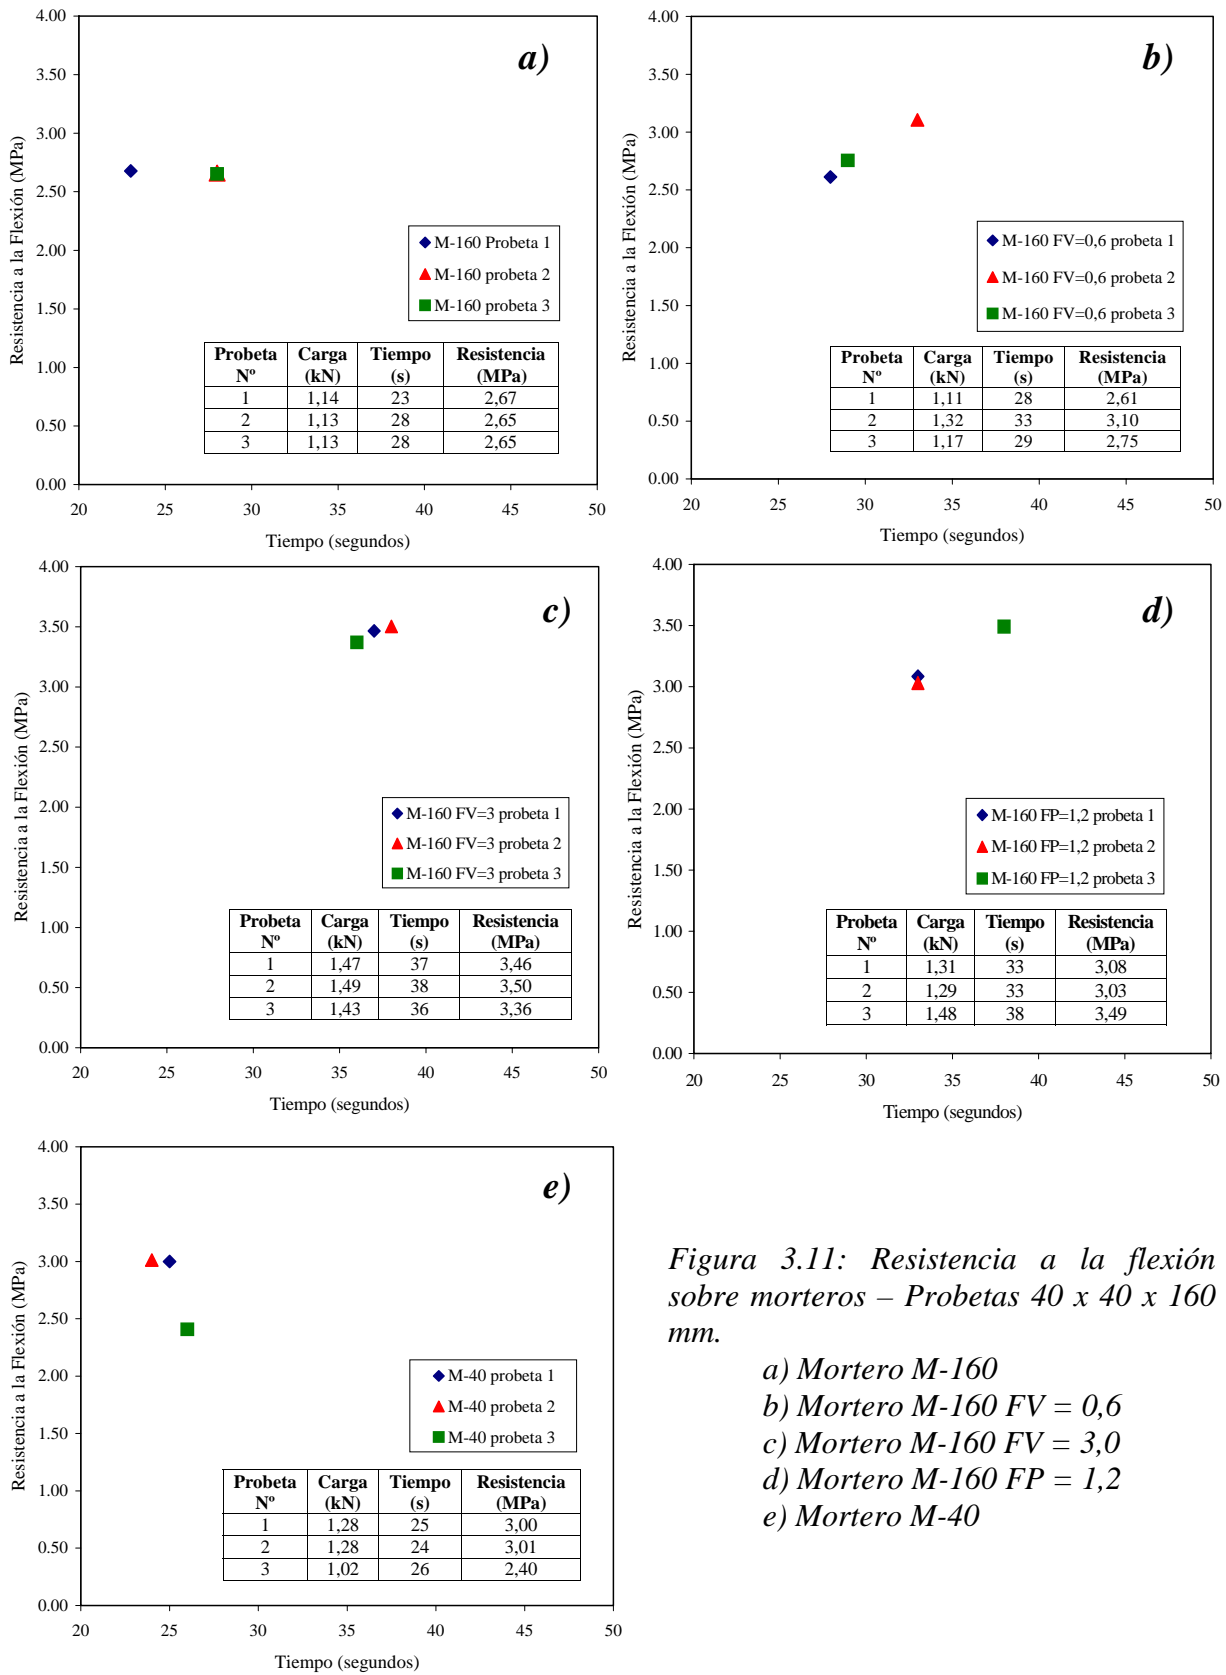 a)
4.00
3.50
3.00
2.50
2.00
1.50
1.00
0.50
0.00
Resistencia a la Flexión (MPa)
M-160 Probeta 1
M-160 probeta 2
M-160 probeta 3
Probeta Carga Tiempo Resistencia
Nº (kN) (s) (MPa)
1 1,14 23 2,67
2 1,13 28 2,65
3 1,13 28 2,65
20 25 30 35 40 45 50
Tiempo (segundos)
b)
4.00
3.50
3.00
2.50
2.00
1.50
1.00
0.50
0.00
Resistencia a la Flexión (MPa)
M-160 FV=0,6 probeta 1
M-160 FV=0,6 probeta 2
M-160 FV=0,6 probeta 3
Probeta Carga Tiempo Resistencia
Nº (kN) (s) (MPa)
1 1,11 28 2,61
2 1,32 33 3,10
3 1,17 29 2,75
20 25 30 35 40 45 50
Tiempo (segundos)
c)
4.00
3.50
3.00
2.50
2.00
1.50
1.00
0.50
0.00
Resistencia a la Flexión (MPa)
M-160 FV=3 probeta 1
M-160 FV=3 probeta 2
M-160 FV=3 probeta 3
Probeta Carga Tiempo Resistencia
Nº (kN) (s) (MPa)
1 1,47 37 3,46
2 1,49 38 3,50
3 1,43 36 3,36
20 25 30 35 40 45 50
Tiempo (segundos)
d)
4.00
3.50
3.00
2.50
2.00
1.50
1.00
0.50
0.00
Resistencia a la Flexión (MPa)
M-160 FP=1,2 probeta 1
M-160 FP=1,2 probeta 2
M-160 FP=1,2 probeta 3
Probeta Carga Tiempo Resistencia
Nº (kN) (s) (MPa)
1 1,31 33 3,08
2 1,29 33 3,03
3 1,48 38 3,49
20 25 30 35 40 45 50
Tiempo (segundos)
e)
4.00
3.50
3.00
2.50
2.00
1.50
1.00
0.50
0.00
Resistencia a la Flexión (MPa)
M-40 probeta 1
M-40 probeta 2
M-40 probeta 3
Probeta Carga Tiempo Resistencia
Nº (kN) (s) (MPa)
1 1,28 25 3,00
2 1,28 24 3,01
3 1,02 26 2,40
20 25 30 35 40 45 50
Tiempo (segundos)
Figura 3.11: Resistencia a la flexión
sobre morteros – Probetas 40 x 40 x 160
mm.
a) Mortero M-160
b) Mortero M-160 FV = 0,6
c) Mortero M-160 FV = 3,0
d) Mortero M-160 FP = 1,2
e) Mortero M-40